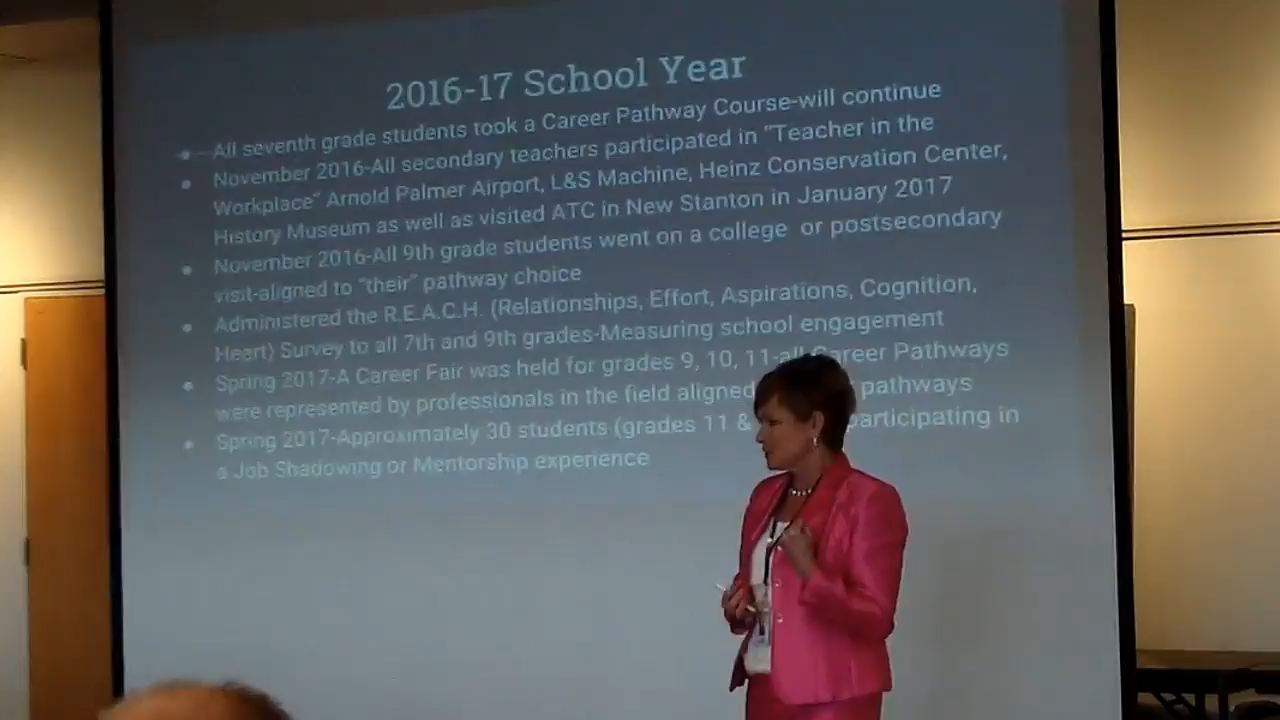 2016-17 School Year
All seventh grade students took a Career Pathway Course-will continue
November 2016-All secondary teachers participated in "Teacher in the
Workplace" Arnold Palmer Airport, L&S Machine, Heinz Conservation Center,
History Museum as well as visited ATC in New Stanton in January 2017
November 2016-All 9th grade students went on a college or postsecondary
visit-aligned to "their" pathway choice
Administered the R.E.A.C.H. (Relationships, Effort, Aspirations, Cognition,
Heart) Survey to all 7th and 9th grades-Measuring school engagement
Spring 2017-A Career Fair was held for grades 9, 10, 11-all Career Pathways
were represented by professionals in the field aligned pathways
Spring 2017-Approximately 30 students (grades 11 & participating in
a Job Shadowing or Mentorship experience